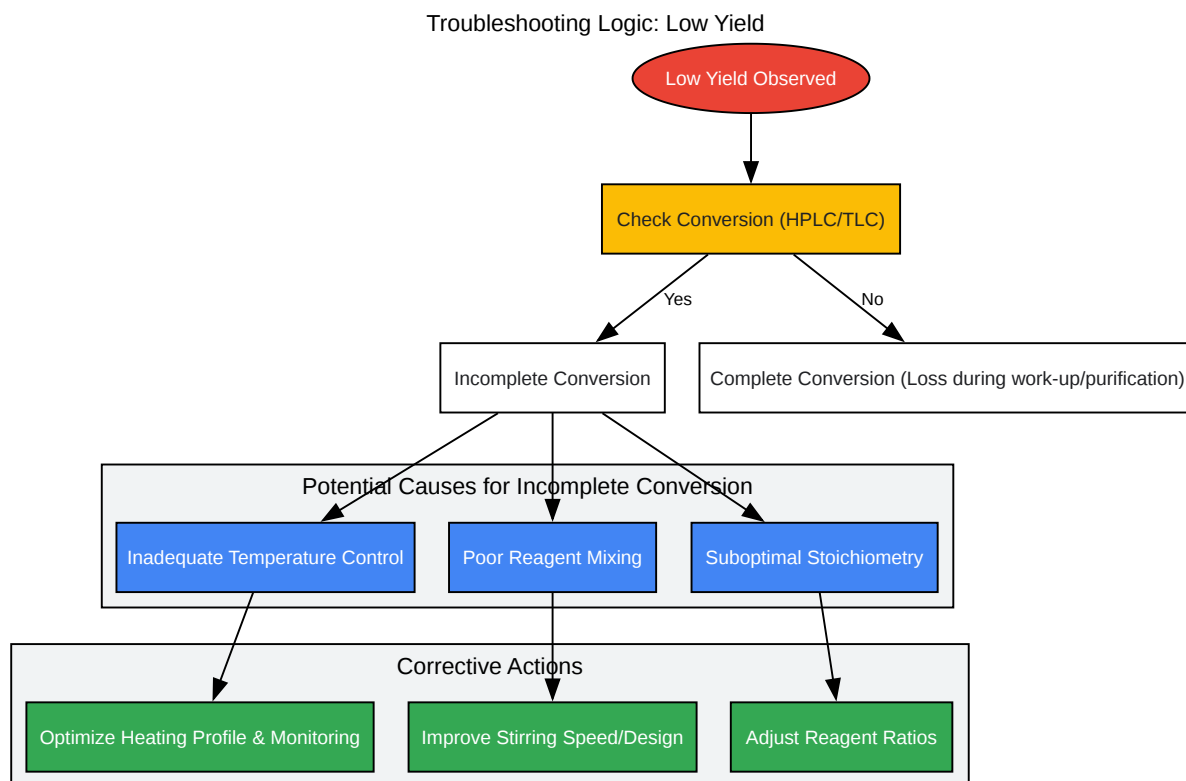 Troubleshooting Logic: Low Yield
Low Yield Observed
Check Conversion (HPLC/TLC)
Yes
No
Incomplete Conversion
Complete Conversion (Loss during work-up/purification)
Potential Causes for Incomplete Conversion
Inadequate Temperature Control
Poor Reagent Mixing
Suboptimal Stoichiometry
Corrective Actions
Optimize Heating Profile & Monitoring
Improve Stirring Speed/Design
Adjust Reagent Ratios